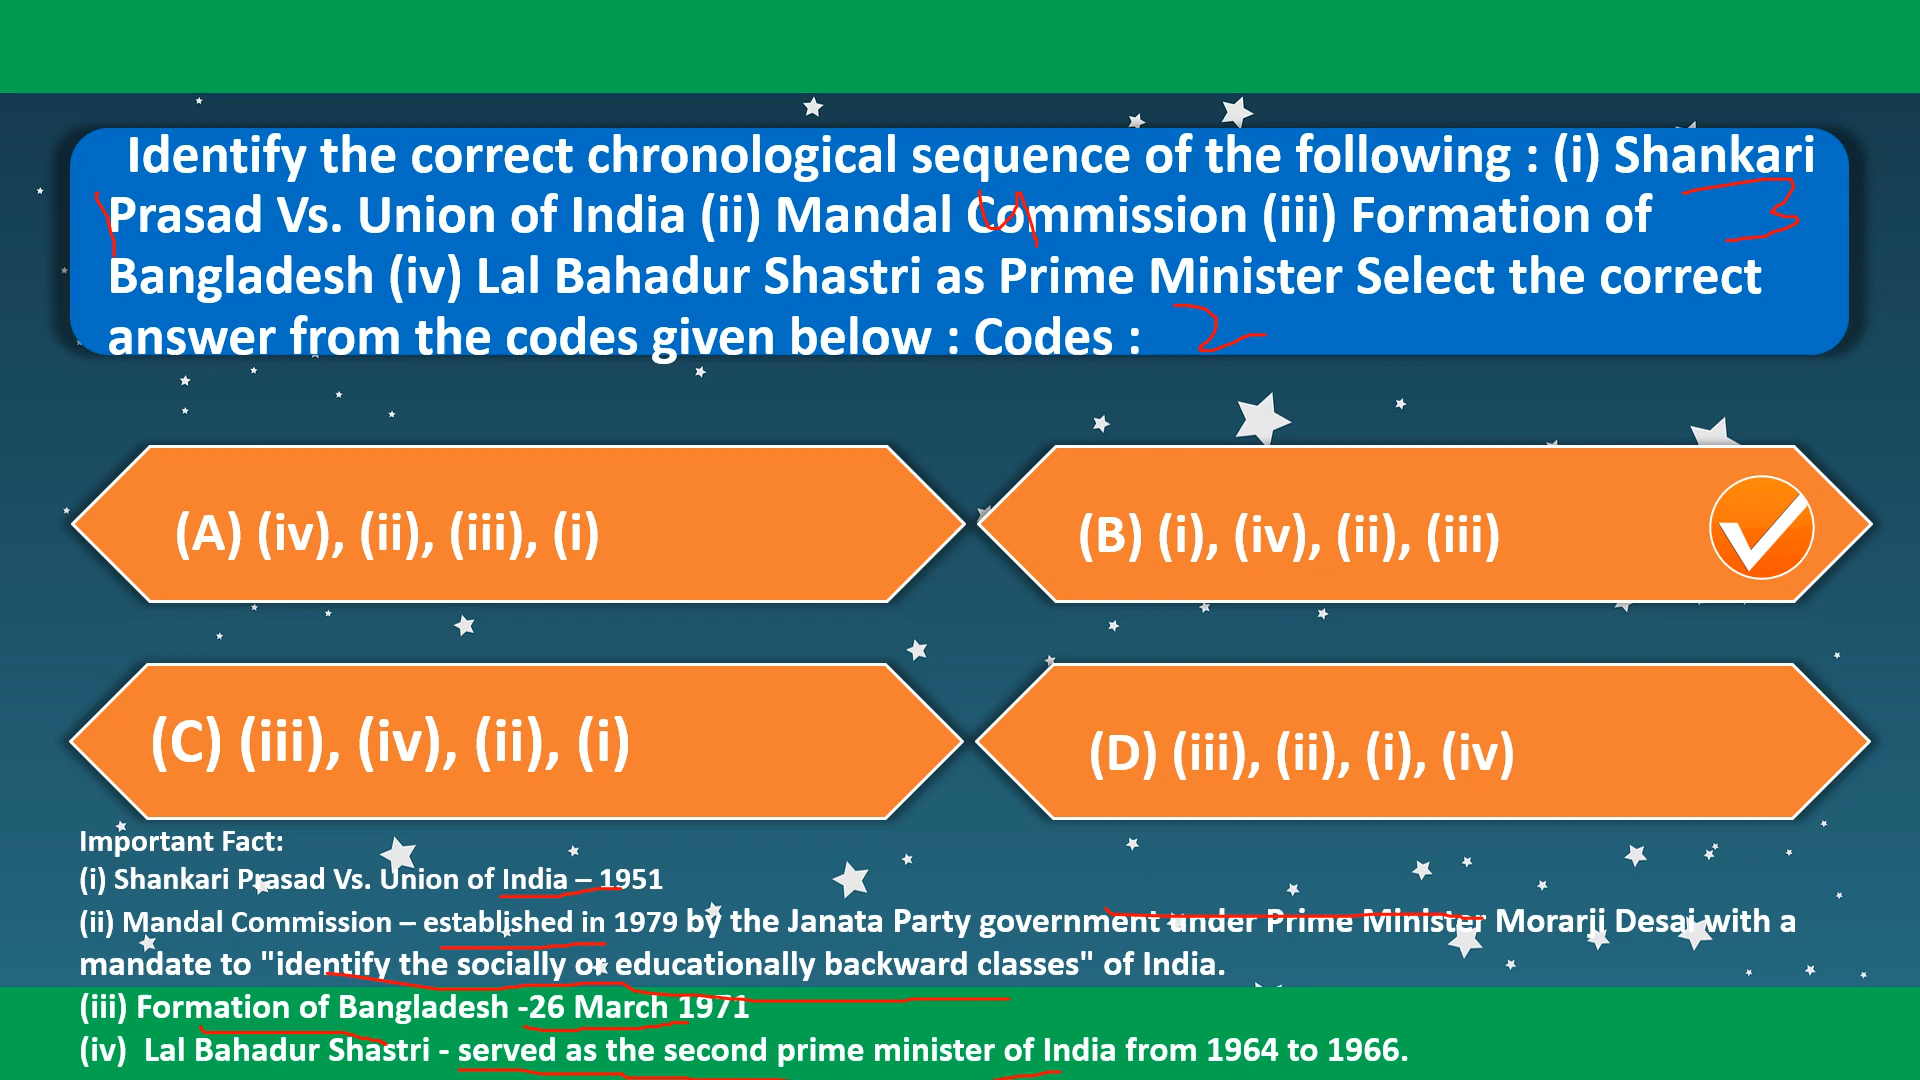 Identify the correct chronological sequence of the following : (i) Shankari
Prasad Vs. Union of India (ii) Mandal Commission (iii) Formation of
Bangladesh (iv) Lal Bahadur Shastri as Prime Minister Select the correct
answer from the codes given below : Codes :
1
4
3
2
(A) (iv), (ii), (iii), (i)
(B) (i), (iv), (ii), (iii)
(C) (iii), (iv), (ii), (i)
(D) (iii), (ii), (i), (iv)
Important Fact:
(i) Shankari Prasad Vs. Union of India – 1951
(ii) Mandal Commission – established in 1979 by the Janata Party government under Prime Minister Morarji Desai with a
mandate to "identify the socially or educationally backward classes" of India.
(iii) Formation of Bangladesh -26 March 1971
(iv)  Lal Bahadur Shastri - served as the second prime minister of India from 1964 to 1966.